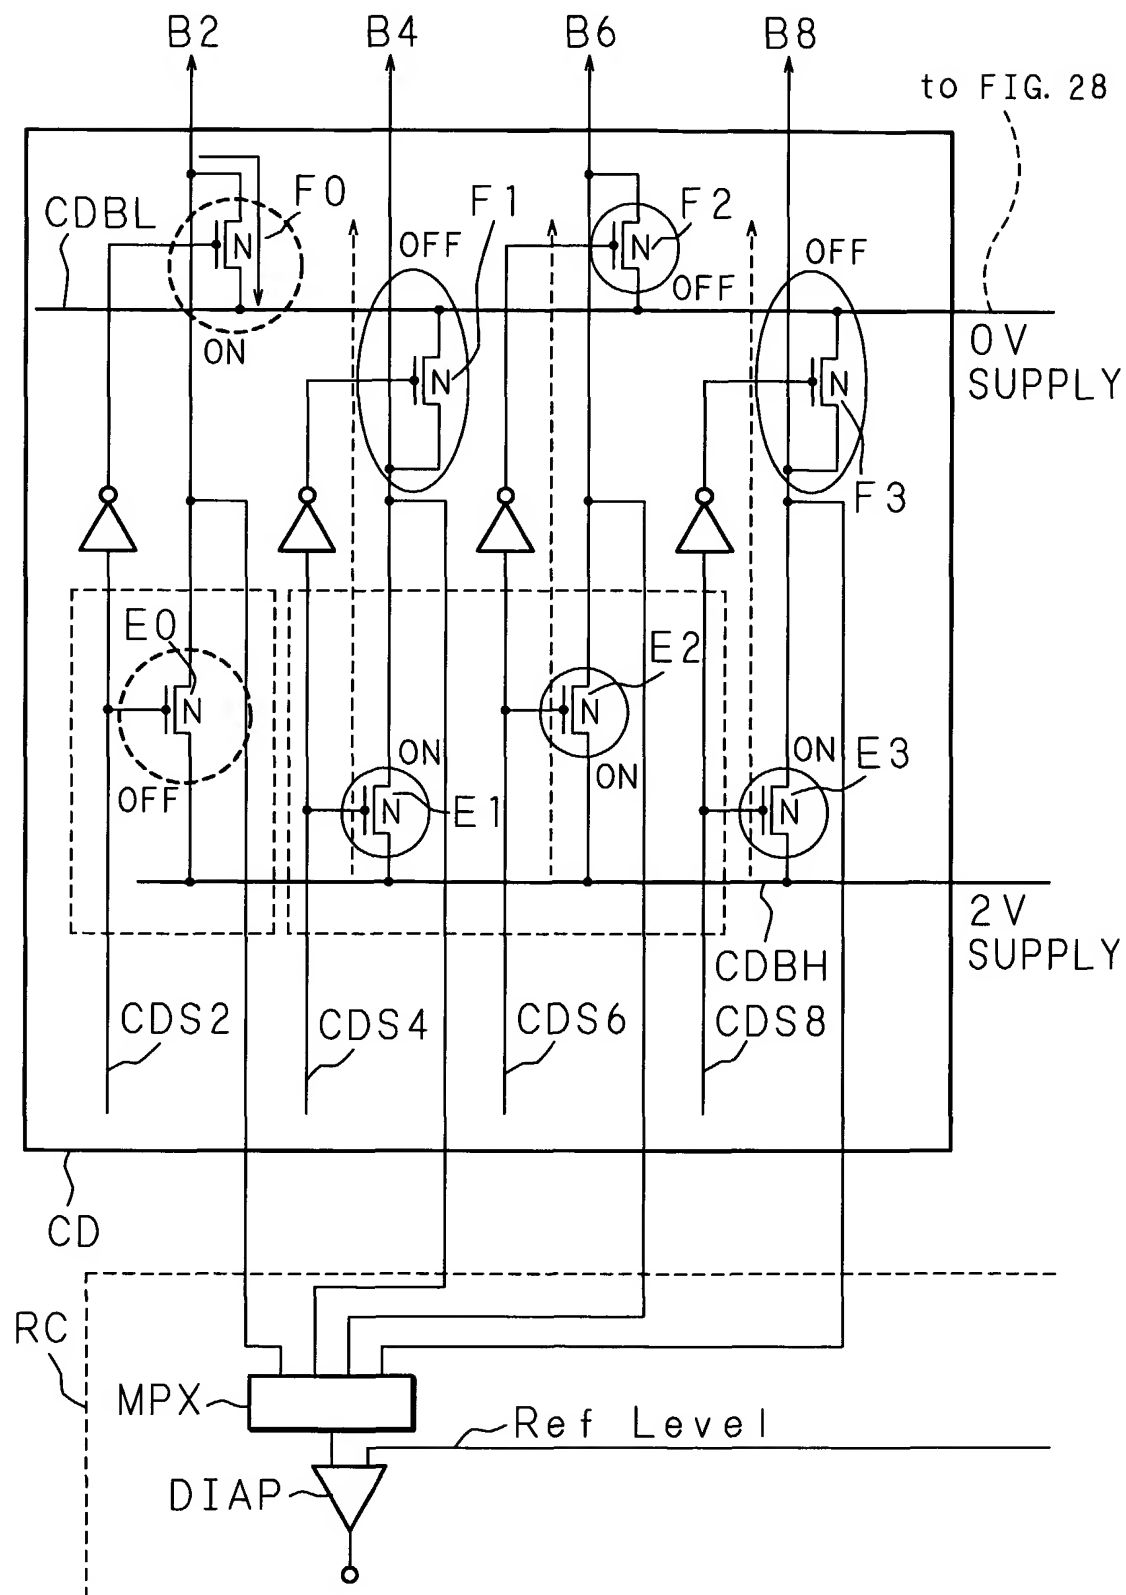 B2
B4
B6
B8
to FIG. 28
CDBL
F0
F1
F2
OFF
OFF
OFF
N
N
ON
0V
SUPPLY
N
N
F3
E0
E2
N
N
ON
ON
E3
OFF
ON
N
E1
N
2V
SUPPLY
CDBH
CDS2
CDS4
CDS6
CDS8
CD
RC
MPX
Ref Level
DIAP